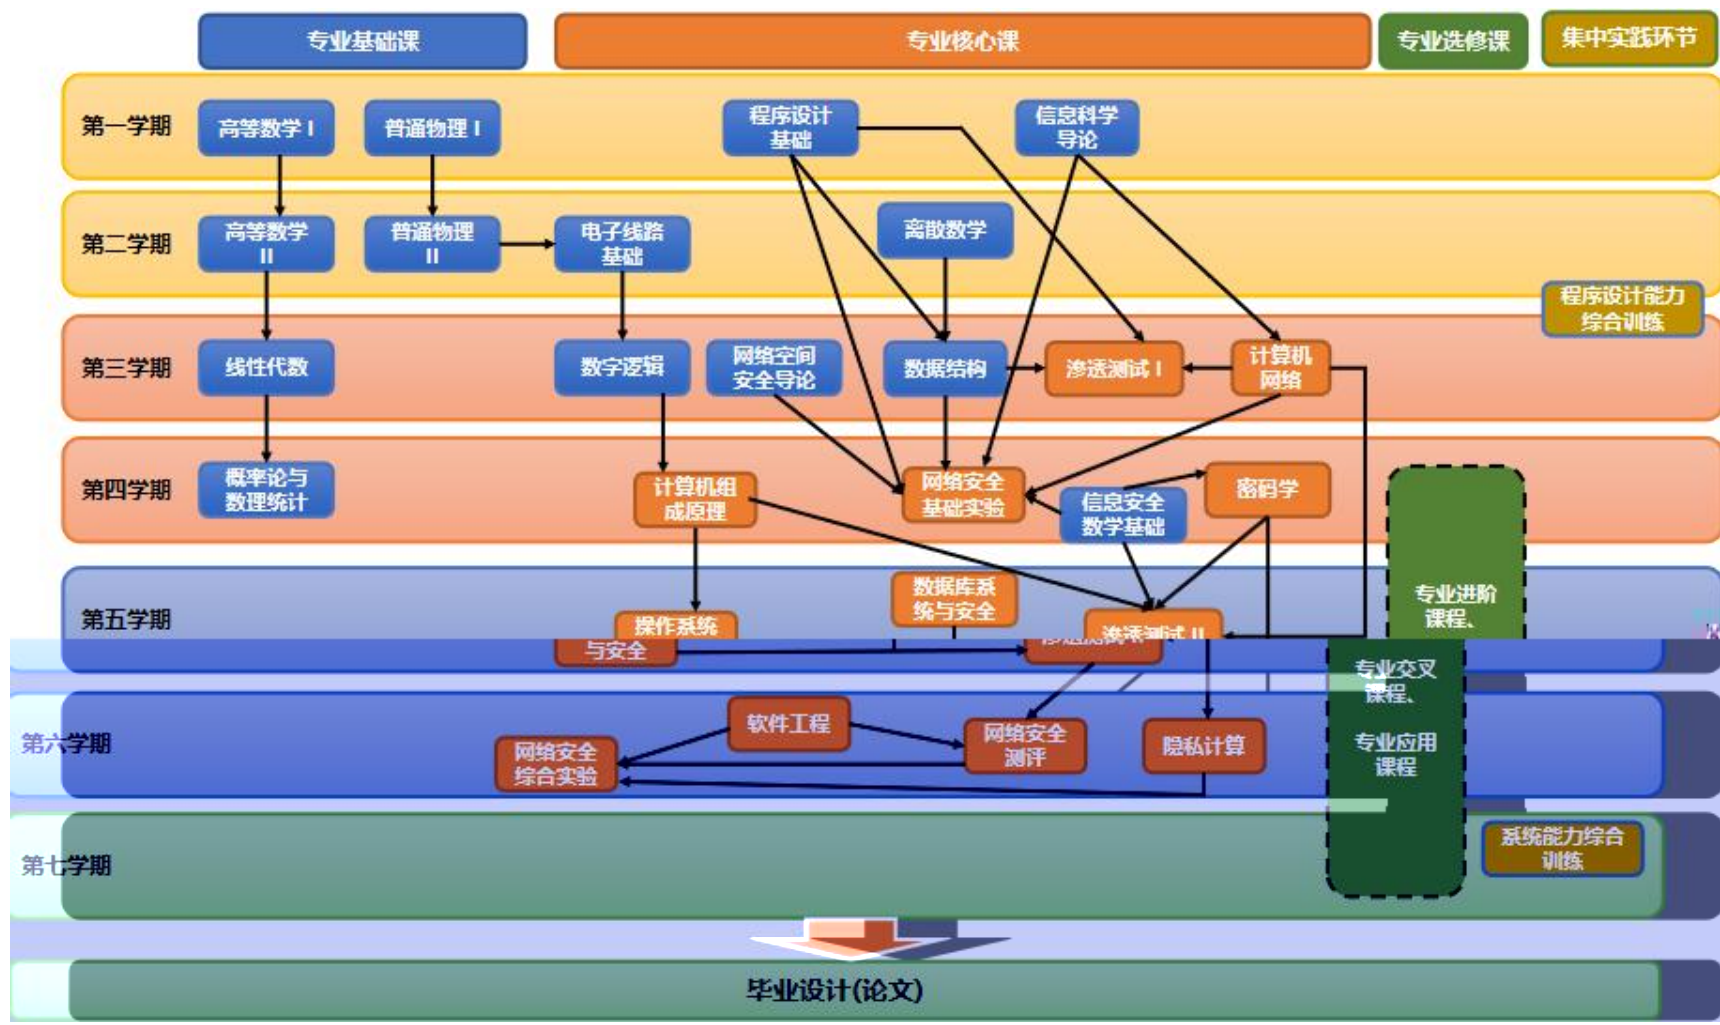 专业基础课
专业核心课
专业选修课
集中实践环节
第一学期
高等数学 I
普通物理 I
程序设计
基础
信息科学
导论
第二学期
高等数学
II
普通物理
II
电子线路
基础
离散数学
程序设计能力
综合训练
第三学期
线性代数
数字逻辑
网络空间
安全导论
数据结构
渗透测试 I
计算机
网络
第四学期
概率论与
数理统计
计算机组
成原理
网络安全
基础实验
信息安全
数学基础
密码学
第五学期
操作系统
与安全
数据库系
统与安全
渗透测试 II
专业进阶
课程、
专业交叉
课程、
专业应用
课程
第六学期
网络安全
综合实验
软件工程
网络安全
测评
隐私计算
第七学期
系统能力综合
训练
毕业设计(论文)